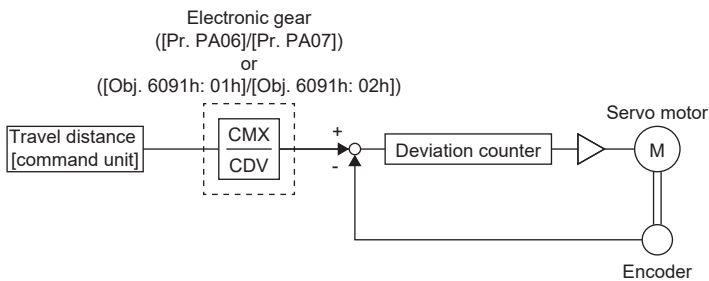 Electronic gear
([Pr. PA06]/[Pr. PA07])
or
([Obj. 6091h: 01h]/[Obj. 6091h: 02h])
Servo motor
Travel distance
[command unit]
CMX
CDV
+
-
Deviation counter
M
Encoder